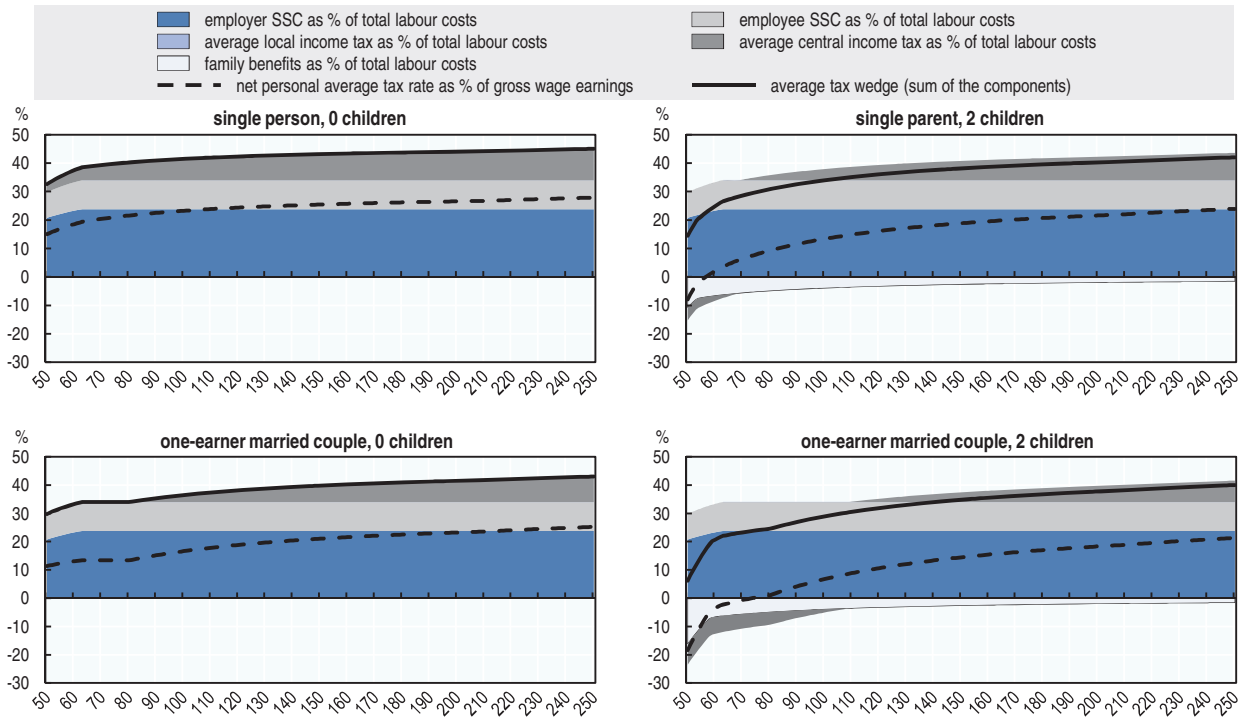 employer SSC as % of total labour costs
employee SSC as % of total labour costs
average local income tax as % of total labour costs
average central income tax as % of total labour costs
family benefits as % of total labour costs
net personal average tax rate as % of gross wage earnings
average tax wedge (sum of the components)
%
single person, 0 children
50
40
30
20
10
0
-10
-20
-30
50 60 70 80 90 100 110 120 130 140 150 160 170 180 190 200 210 220 230 240 250
%
single parent, 2 children
50
40
30
20
10
0
-10
-20
-30
50 60 70 80 90 100 110 120 130 140 150 160 170 180 190 200 210 220 230 240 250
%
one-earner married couple, 0 children
50
40
30
20
10
0
-10
-20
-30
50 60 70 80 90 100 110 120 130 140 150 160 170 180 190 200 210 220 230 240 250
%
one-earner married couple, 2 children
50
40
30
20
10
0
-10
-20
-30
50 60 70 80 90 100 110 120 130 140 150 160 170 180 190 200 210 220 230 240 250